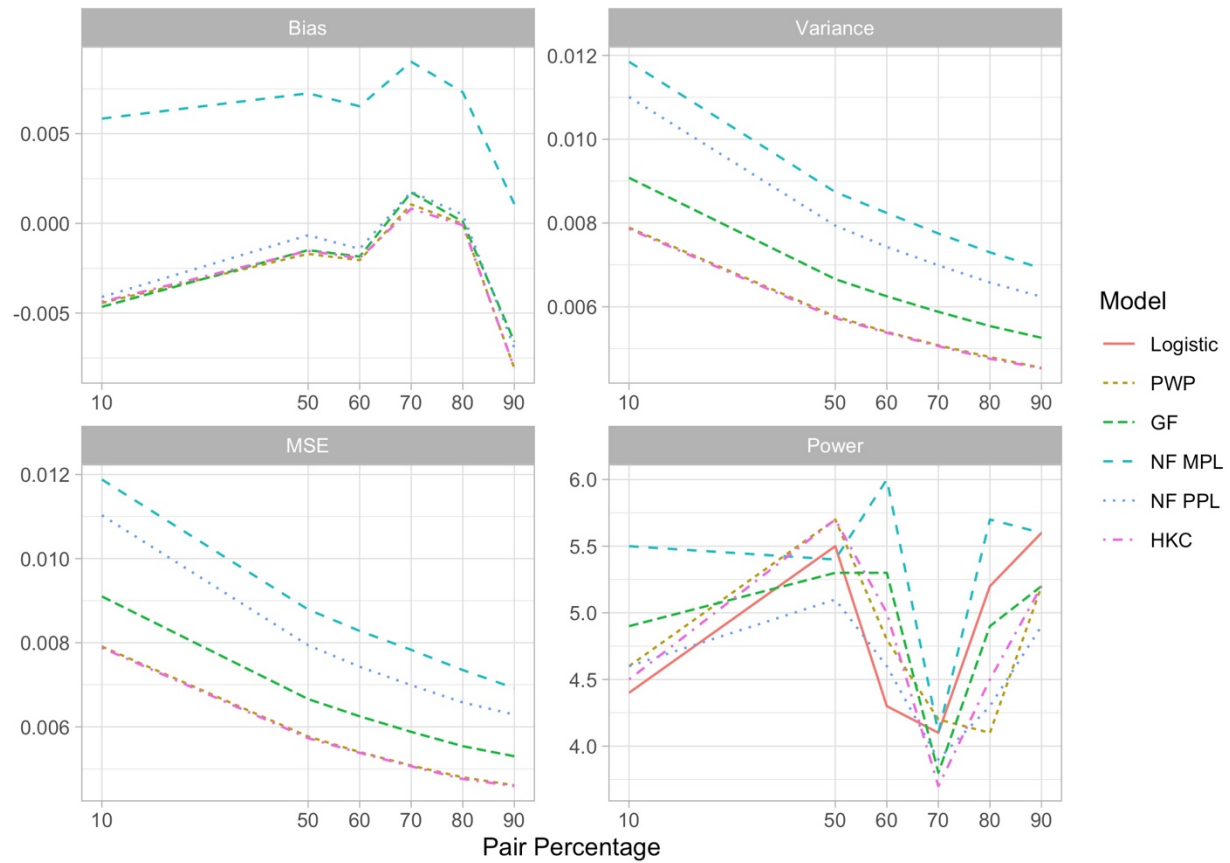 Bias
Variance
0.005
0.000
-0.005
0.012
0.010
0.008
0.006
10 50 60 70 80 90
10 50 60 70 80 90
MSE
Power
0.012
0.010
0.008
0.006
6.0
5.5
5.0
4.5
4.0
10 50 60 70 80 90
10 50 60 70 80 90
Pair Percentage
Model
Logistic
PWP
GF
NF MPL
NF PPL
HKC